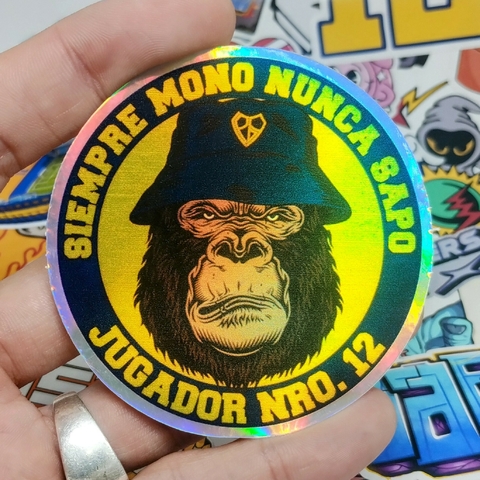 SIEMPRE MONO NUNCA SAPO
JUGADOR NRO. 12